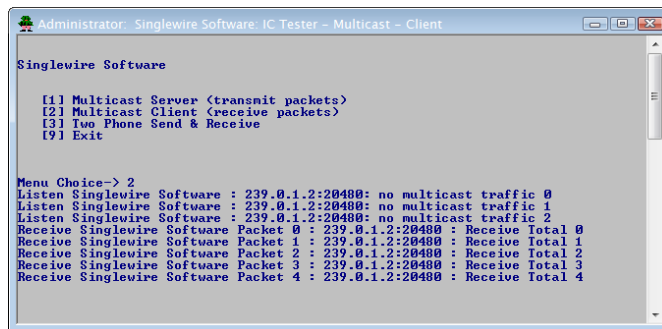 Administrator: Singlewire Software: IC Tester - Multicast - Client
Singlewire Software
[1] Multicast Server (transmit packets)
[2] Multicast Client (receive packets)
[3] Two Phone Send & Receive
[9] Exit
Menu Choice-> 2
Listen Singlewire Software : 239.0.1.2:20480: no multicast traffic 0
Listen Singlewire Software : 239.0.1.2:20480: no multicast traffic 1
Listen Singlewire Software : 239.0.1.2:20480: no multicast traffic 2
Receive Singlewire Software Packet 0 : 239.0.1.2:20480 : Receive Total 0
Receive Singlewire Software Packet 1 : 239.0.1.2:20480 : Receive Total 1
Receive Singlewire Software Packet 2 : 239.0.1.2:20480 : Receive Total 2
Receive Singlewire Software Packet 3 : 239.0.1.2:20480 : Receive Total 3
Receive Singlewire Software Packet 4 : 239.0.1.2:20480 : Receive Total 4